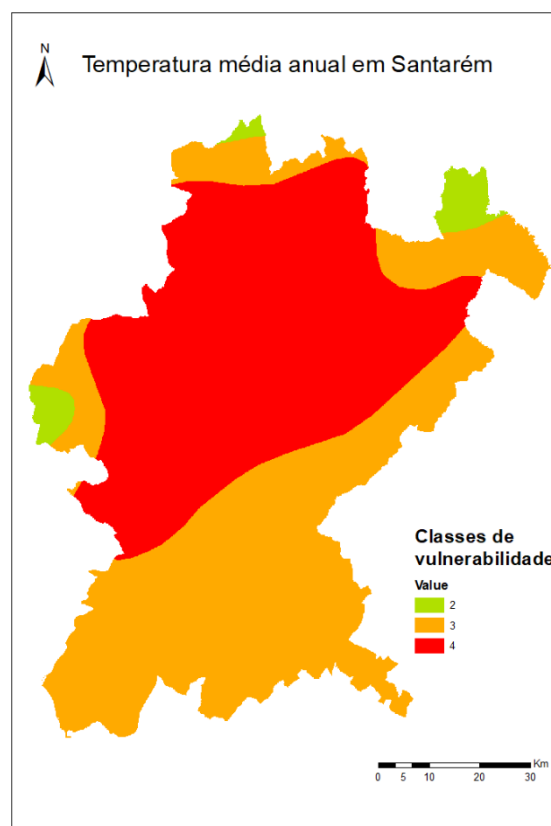 N
Temperatura média anual em Santarém
Classes de
vulnerabilidade
Value
2
3
4
Km
0 5 10 20 30